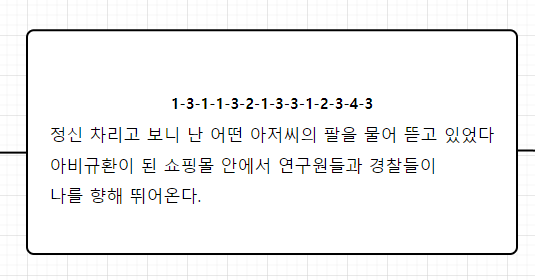 1-3-1-1-3-2-1-3-3-1-2-3-4-3
정신 차리고 보니 난 어떤 아저씨의 팔을 물어 뜯고 있었다
아비규환이 된 쇼핑몰 안에서 연구원들과 경찰들이
나를 향해 뛰어온다.